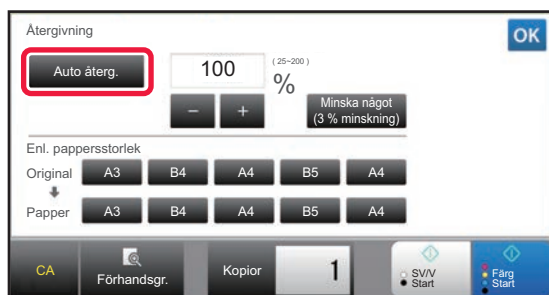 Återgivning
OK
Auto återg.
100
( 25~200 )
%
−
+
Minska något
(3 % minskning)
Enl. pappersstorlek
Original
A3
B4
A4
B5
A4
Papper
A3
B4
A4
B5
A4
CA
Förhandsgr.
Kopior
1
SV/V
Start
Färg
Start